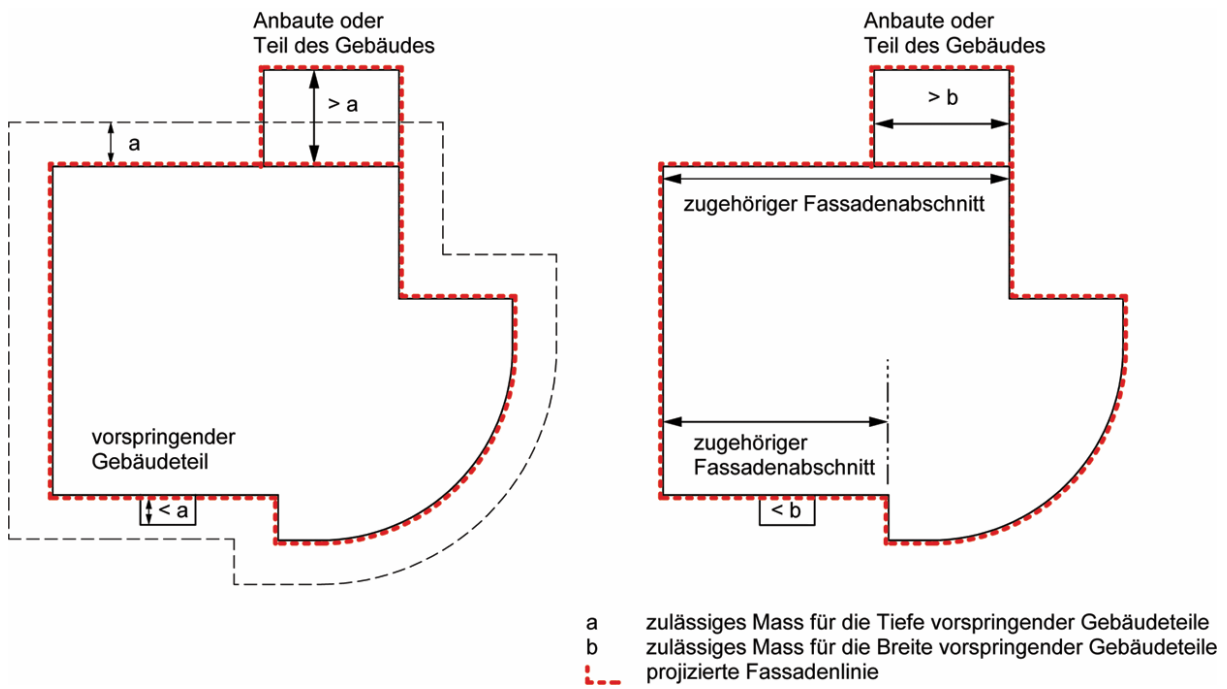 Anbaute oder
Teil des Gebäudes
> a
a
vorspringender
Gebäudeteil
< a
Anbaute oder
Teil des Gebäudes
> b
zugehöriger Fassadenabschnitt
zugehöriger
Fassadenabschnitt
< b
a zulässiges Mass für die Tiefe vorspringender Gebäudeteile
b zulässiges Mass für die Breite vorspringender Gebäudeteile
projizierte Fassadenlinie